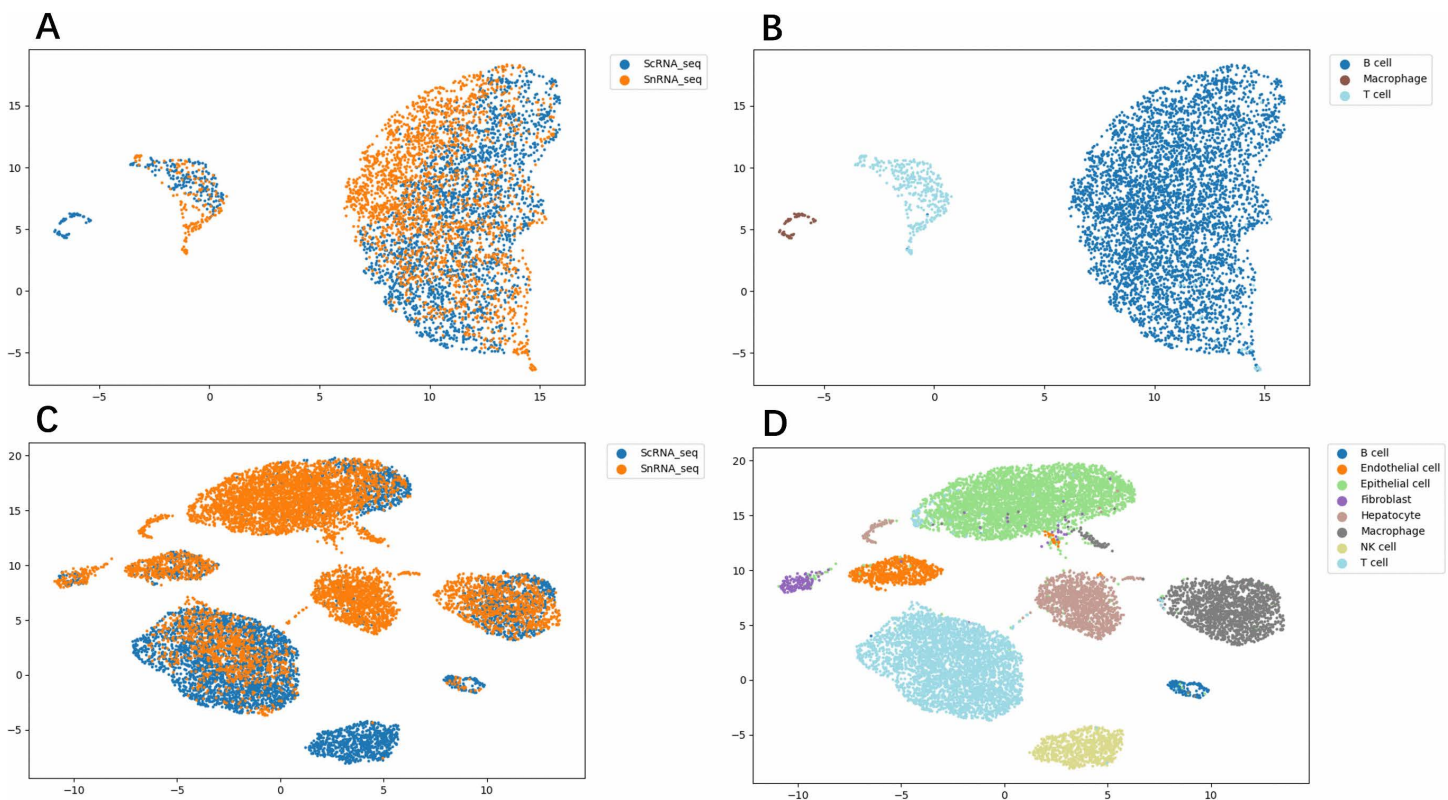 A
B
ScRNA_seq
SnRNA_seq
B cell
Macrophage
T cell
15
10
5
0
−5
−5
0
5
10
15
15
10
5
0
−5
−5
0
5
10
15
C
D
ScRNA_seq
SnRNA_seq
B cell
Endothelial cell
Epithelial cell
Fibroblast
Hepatocyte
Macrophage
NK cell
T cell
20
15
10
5
0
−5
−10
−5
0
5
10
20
15
10
5
0
−5
−10
−5
0
5
10